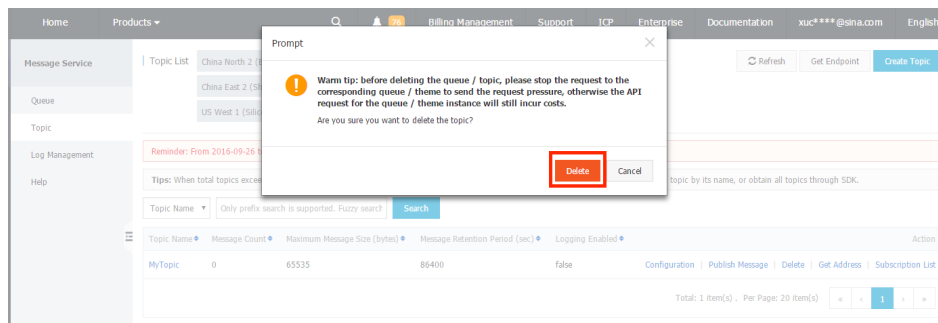 Home Products 76 Billing Management Support ICP Enterprise Documentation xuc****@sina.com English
Message Service
Queue
Topic
Log Management
Help
Topic List China North 2 (
China East 2 (Sh
US West 1 (Silic
Refresh Get Endpoint Create Topic
Prompt
Warm tip: before deleting the queue / topic, please stop the request to the
corresponding queue / theme to send the request pressure, otherwise the API
request for the queue / theme instance will still incur costs.
Are you sure you want to delete the topic?
Delete Cancel
Reminder: From 2016-09-26
Tips: When total topics excee topic by its name, or obtain all topics through SDK.
Topic Name Only prefix search is supported. Fuzzy search Search
Topic Name Message Count Maximum Message Size (bytes) Message Retention Period (sec) Logging Enabled Action
MyTopic 0 65535 86400 false Configuration | Publish Message | Delete | Get Address | Subscription List
Total: 1 item(s) , Per Page: 20 item(s) « ‹ 1 › »